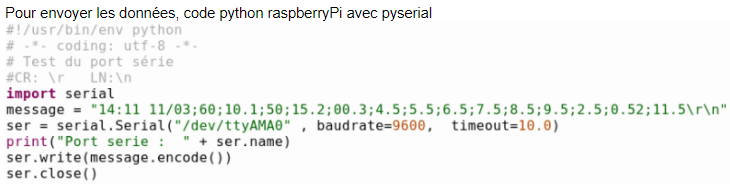 Pour envoyer les données, code python raspberryPi avec pyserial
#!/usr/bin/env python
# -*- coding: utf-8 -*-
# Test du port série
#CR: \r   LN:\n
import serial
message = "14:11 11/03;60;10.1;50;15.2;00.3;4.5;5.5;6.5;7.5;8.5;9.5;2.5;0.52;11.5\r\n"
ser = serial.Serial("/dev/ttyAMA0" , baudrate=9600,  timeout=10.0)
print("Port serie :  " + ser.name)
ser.write(message.encode())
ser.close()